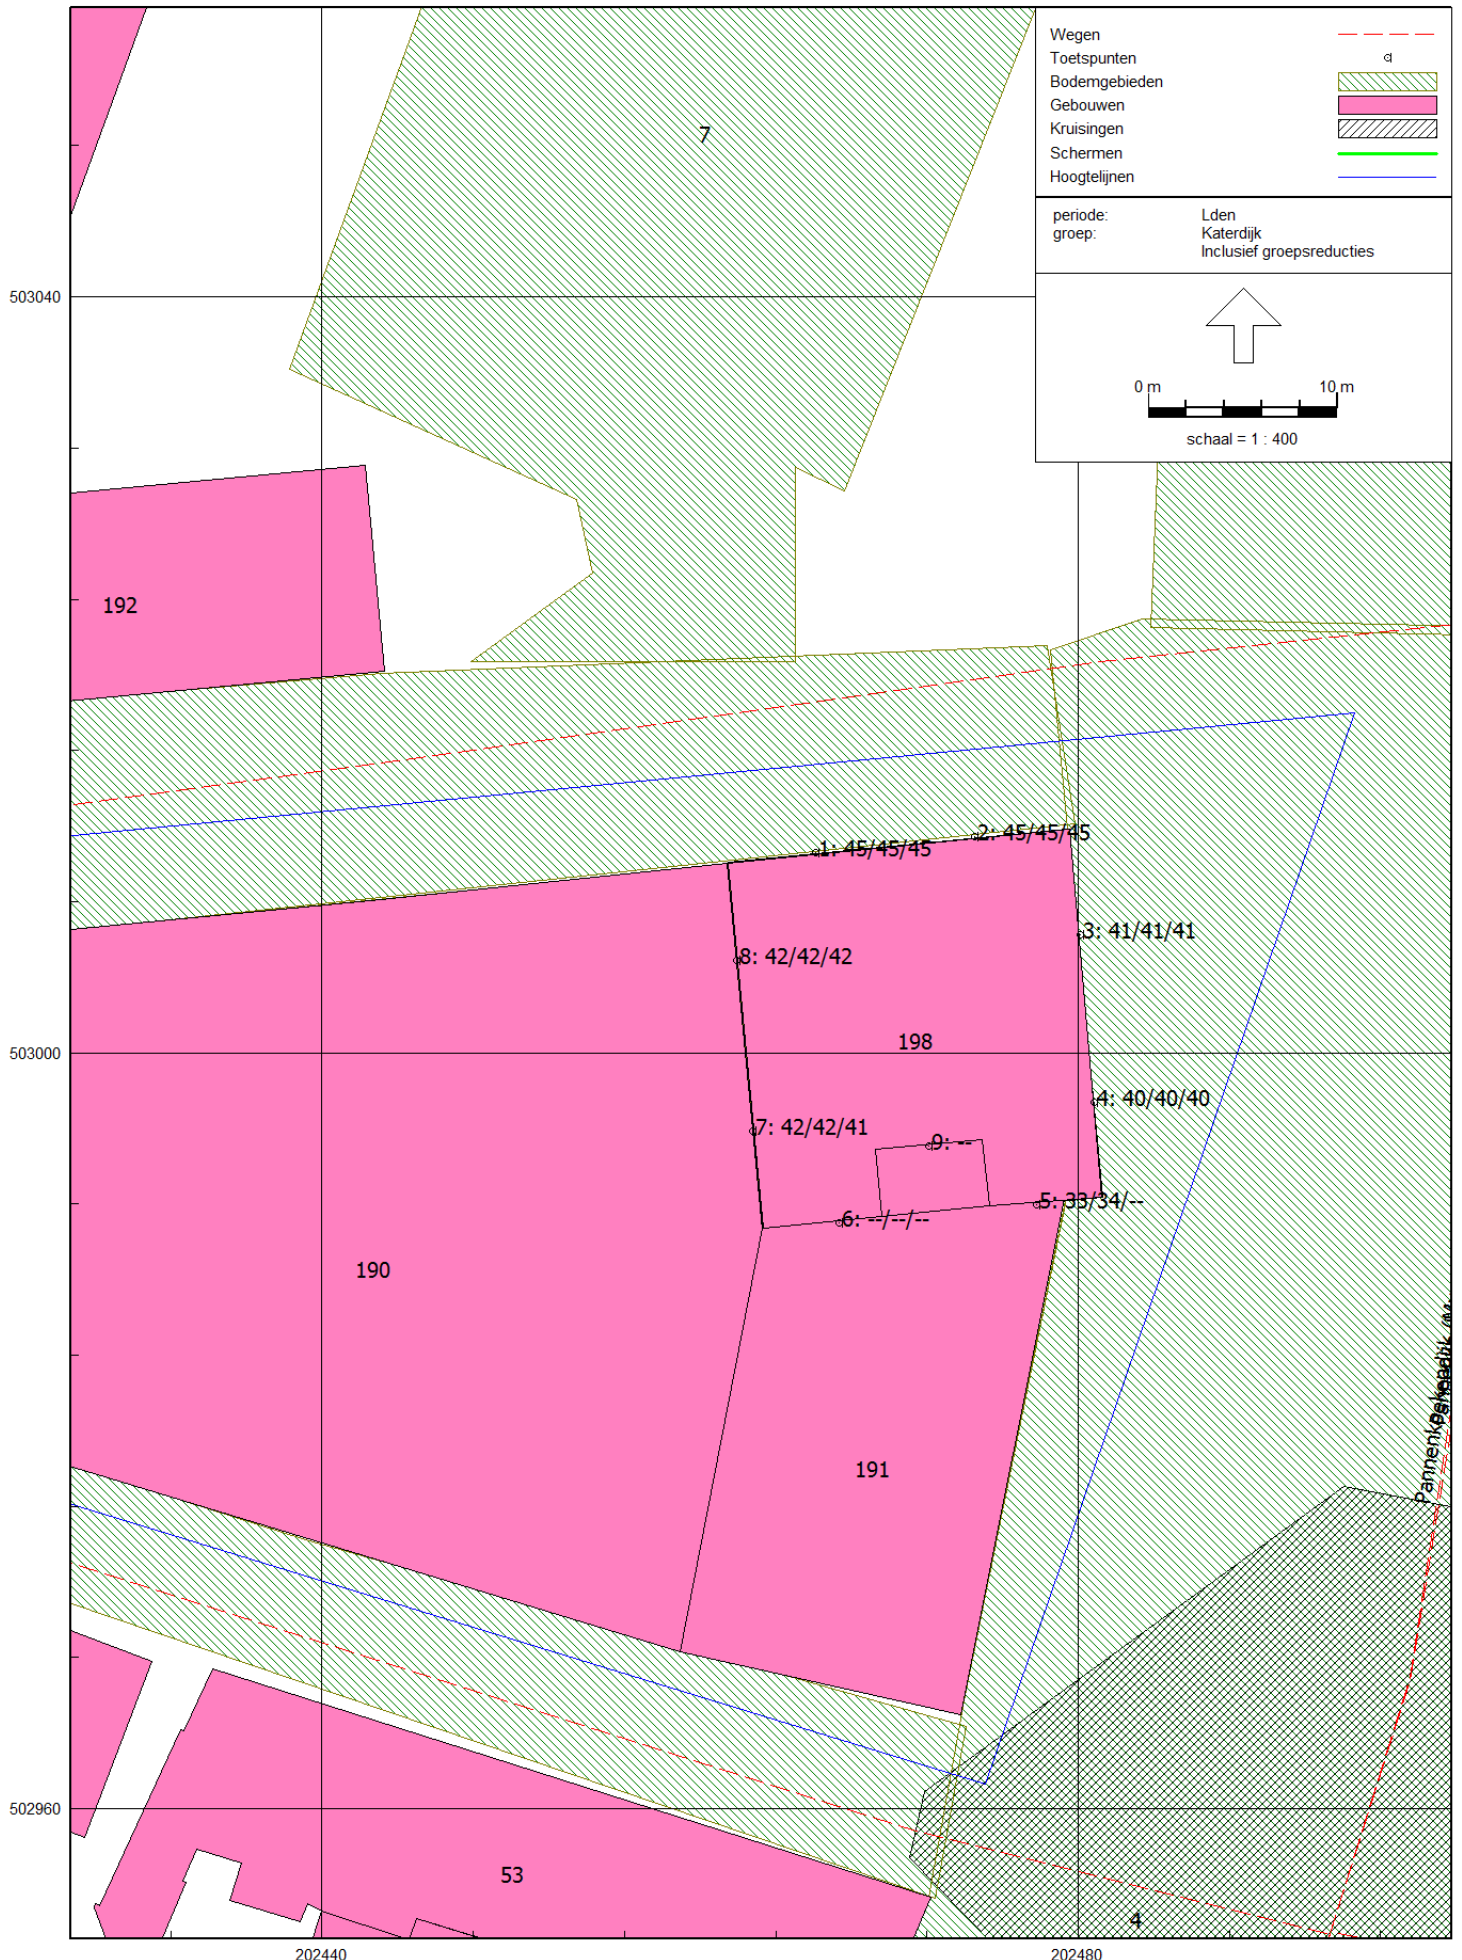 Wegen
Toetspunten
Bodemgebieden
Gebouwen
Kruisingen
Schermen
Hoogtelijnen
periode: Lden
groep: Katerdijk
Inclusief groepsreducties
0 m 10 m
schaal = 1 : 400
7
503040
192
2: 45/45/45
1: 45/45/45
3: 41/41/41
8: 42/42/42
198
503000
4: 40/40/40
7: 42/42/41
9: --
5: 33/34/--
6: --/--/--
190
191
502960
53
4
202440 202480